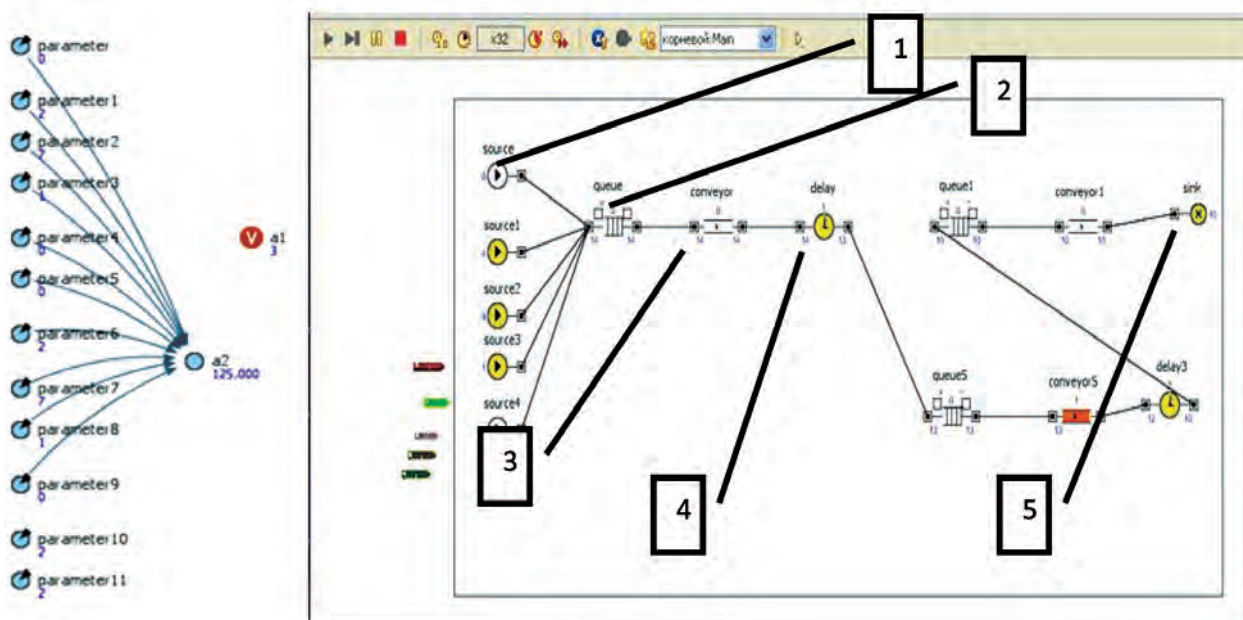 parameter
0
parameter1
2
parameter2
7
parameter3
1
parameter4
0
parameter5
0
parameter6
2
parameter7
7
parameter8
1
parameter9
0
parameter10
2
parameter11
2
a1
3
a2
125,000
x32
корневой:Main
1
2
source
queue
conveyor
delay
queue1
conveyor1
sink
source1
source2
source3
source4
queue5
conveyor5
delay3
3
4
5